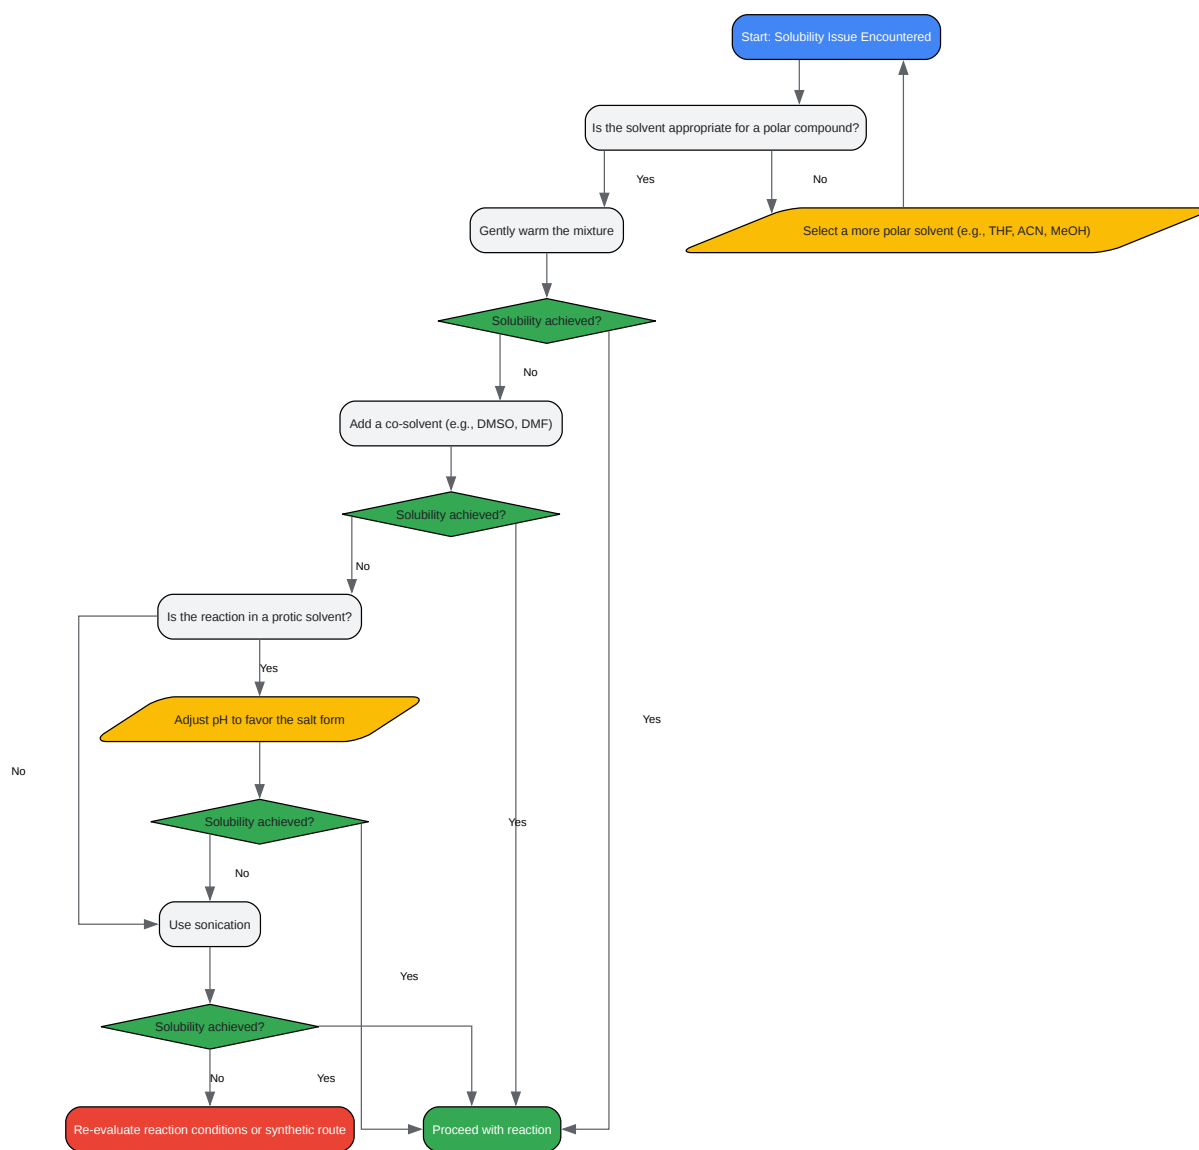 Start: Solubility Issue Encountered
Is the solvent appropriate for a polar compound?
Yes
No
Gently warm the mixture
Select a more polar solvent (e.g., THF, ACN, MeOH)
Solubility achieved?
No
Add a co-solvent (e.g., DMSO, DMF)
Solubility achieved?
No
Is the reaction in a protic solvent?
Yes
Adjust pH to favor the salt form
Yes
No
Solubility achieved?
Yes
No
Use sonication
Yes
Solubility achieved?
No
Yes
Re-evaluate reaction conditions or synthetic route
Proceed with reaction